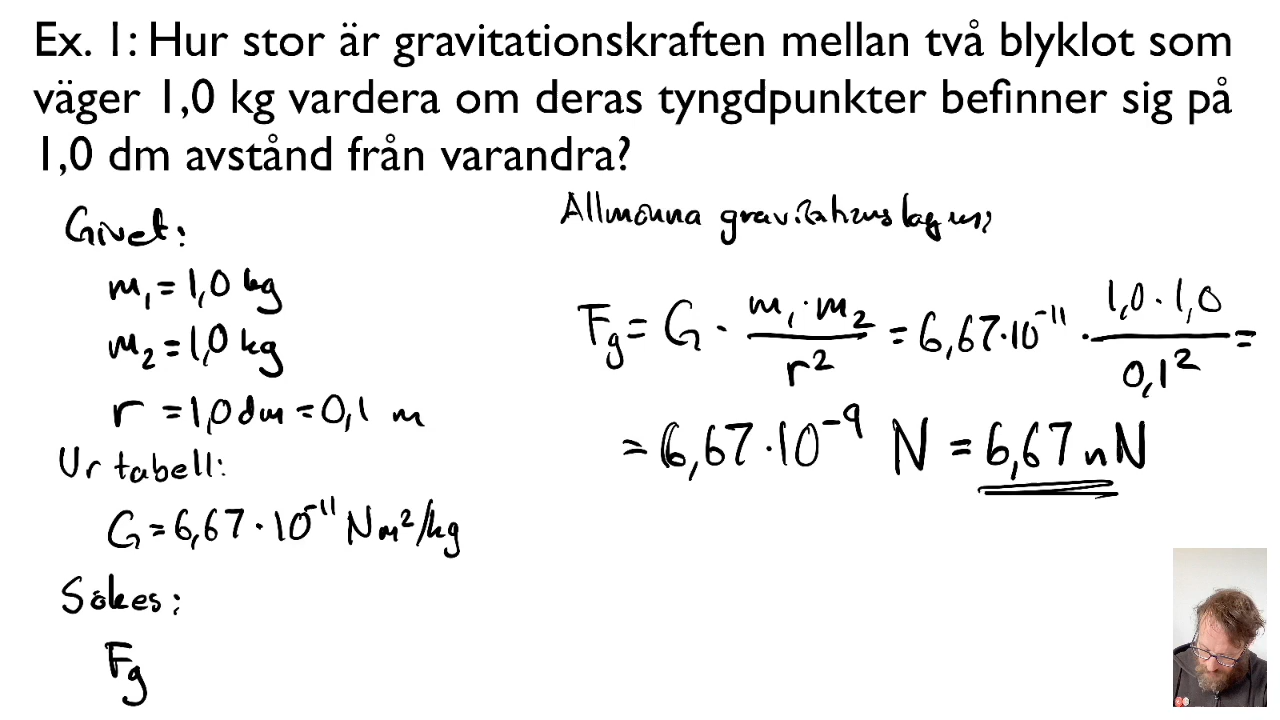 Ex. 1: Hur stor är gravitationskraften mellan två blyklot som
väger 1,0 kg vardera om deras tyngdpunkter befinner sig på
1,0 dm avstånd från varandra?
Givet:
m₁ = 1,0 kg
m₂ = 1,0 kg
r = 1,0 dm = 0,1 m
Ur tabell:
G = 6,67 · 10⁻¹¹ Nm²/kg
Sökes:
Fg
Allmänna gravitationslagen:
Fg = G · m₁ · m₂ / r² = 6,67 · 10⁻¹¹ · 1,0 · 1,0 / 0,1² =
= 6,67 · 10⁻⁹ N = 6,67 nN